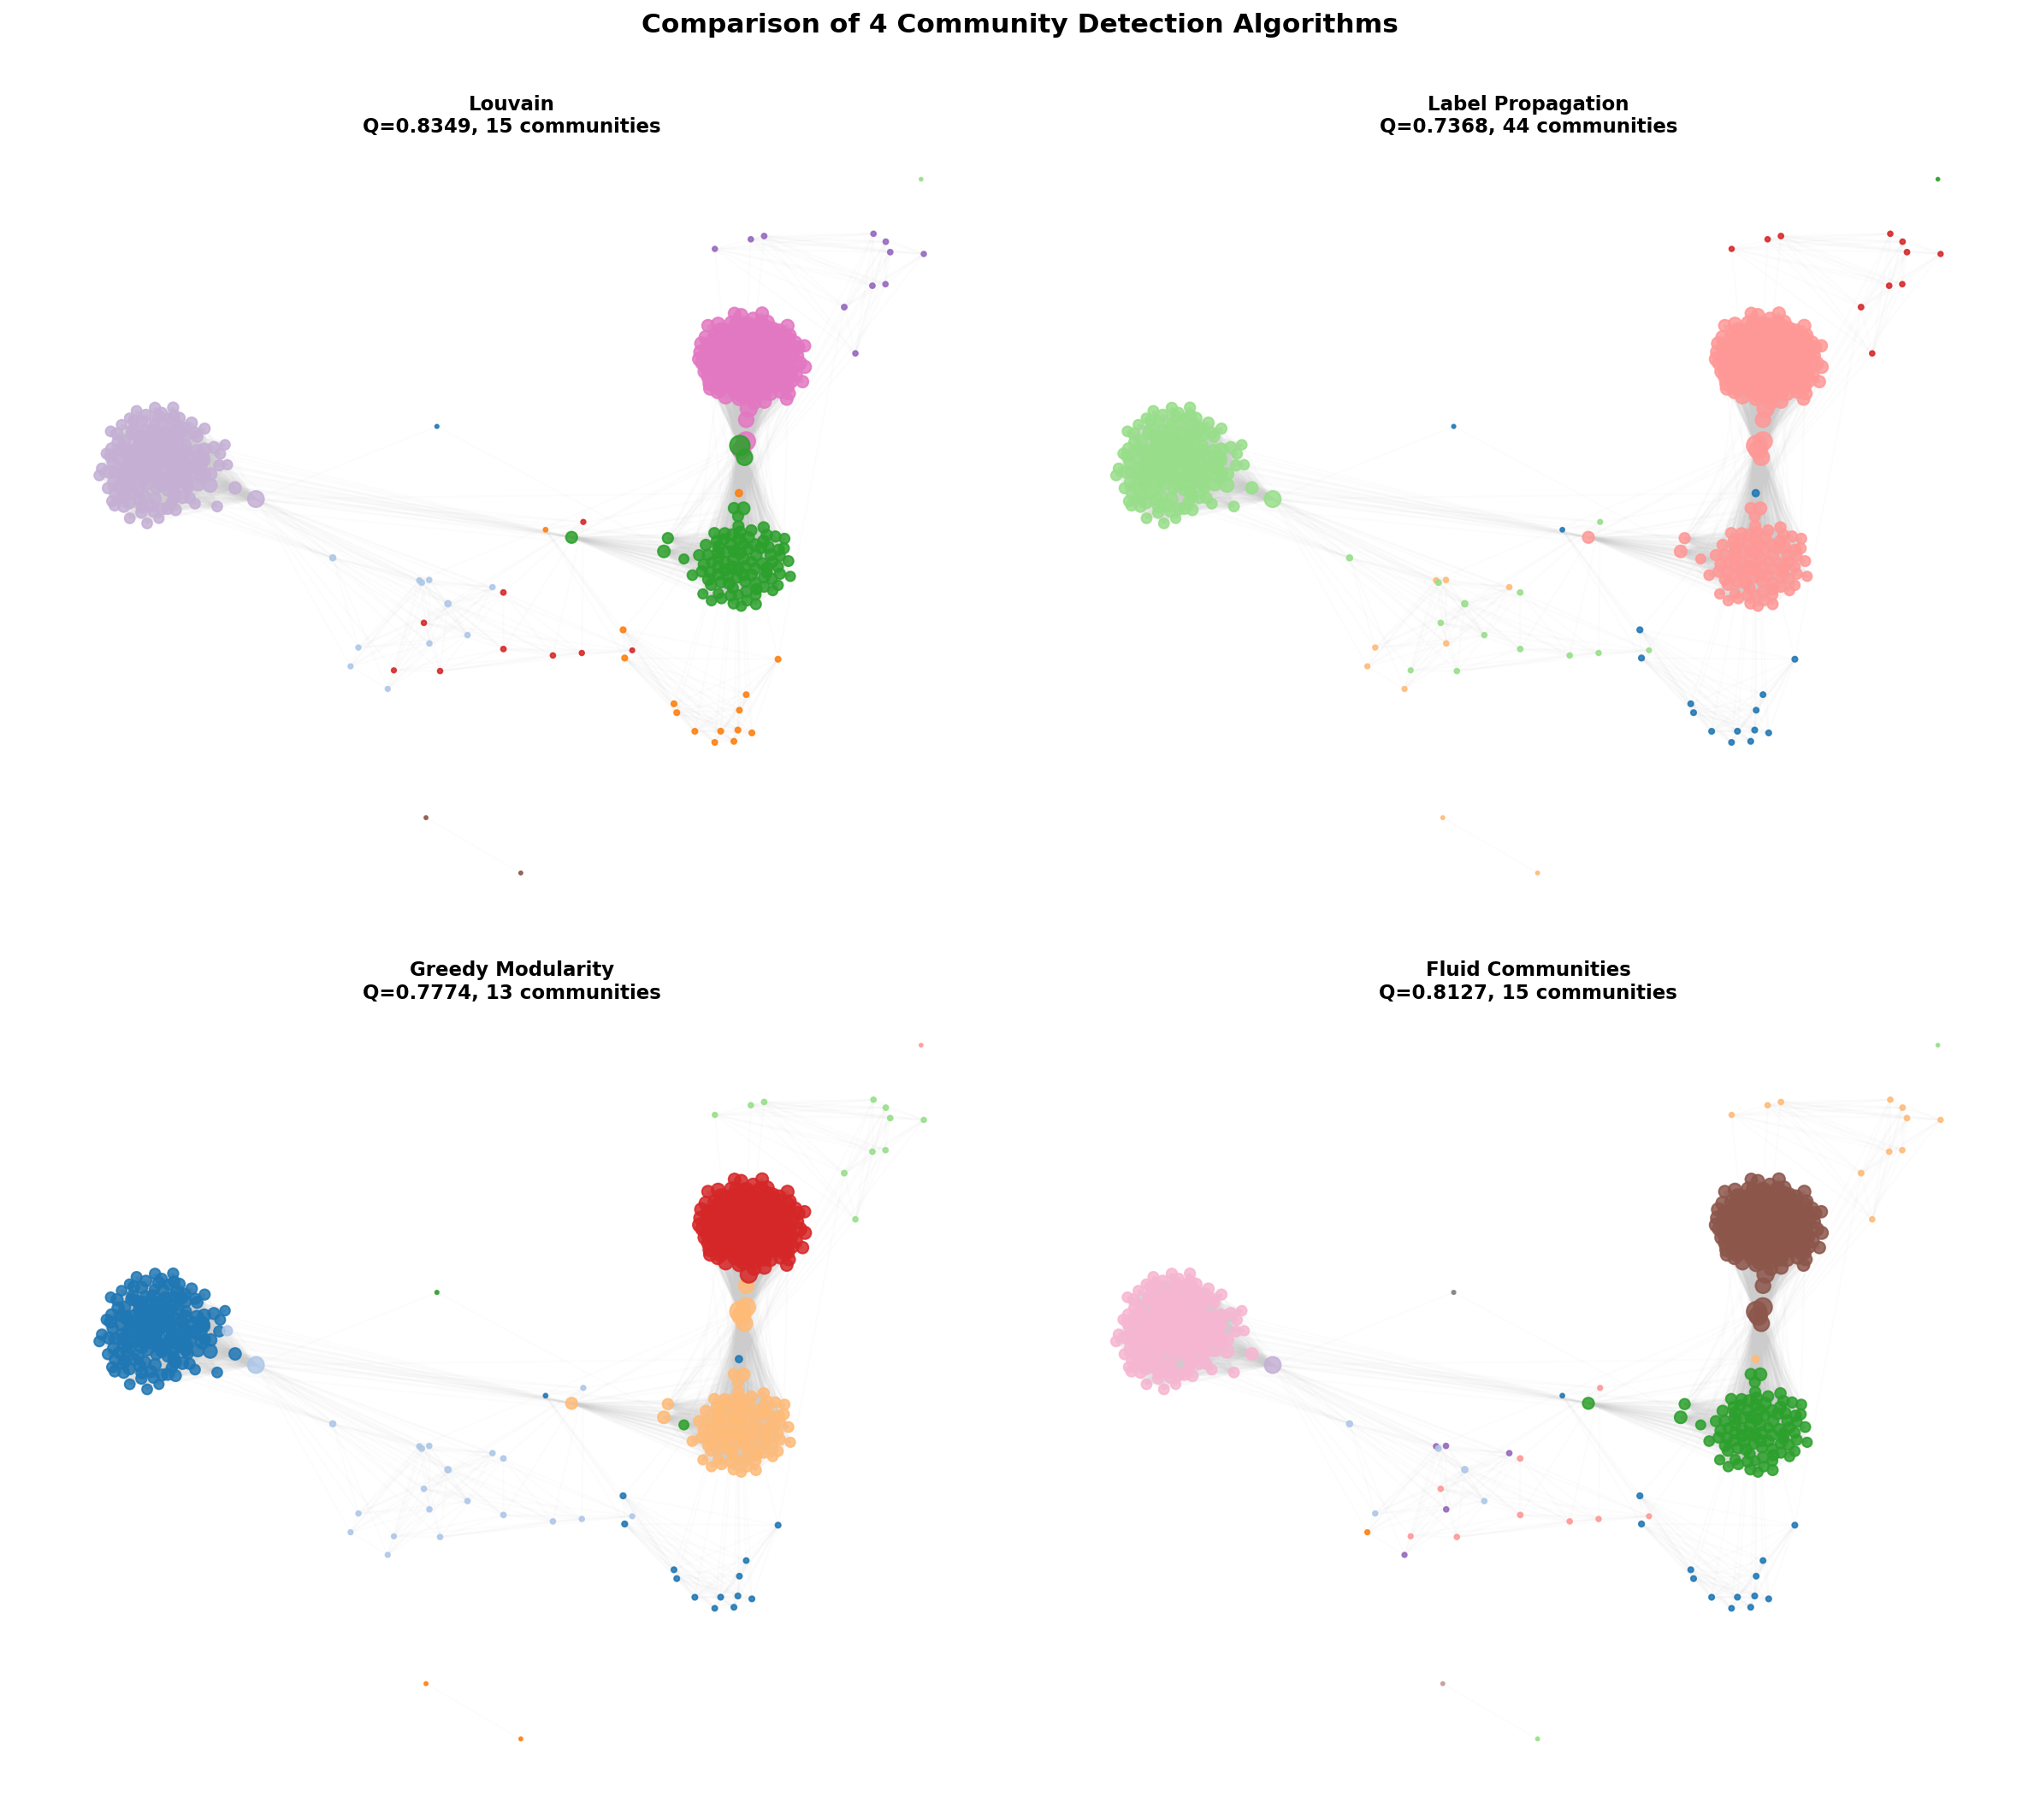 Comparison of 4 Community Detection Algorithms
Louvain
Q=0.8349, 15 communities
Label Propagation
Q=0.7368, 44 communities
Greedy Modularity
Q=0.7774, 13 communities
Fluid Communities
Q=0.8127, 15 communities